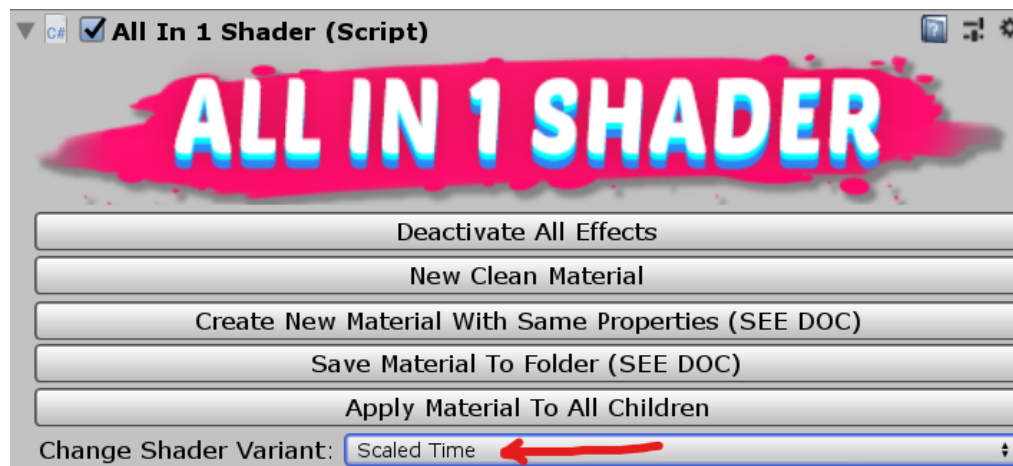 All In 1 Shader (Script)
ALL IN 1 SHADER
Deactivate All Effects
New Clean Material
Create New Material With Same Properties (SEE DOC)
Save Material To Folder (SEE DOC)
Apply Material To All Children
Change Shader Variant: Scaled Time